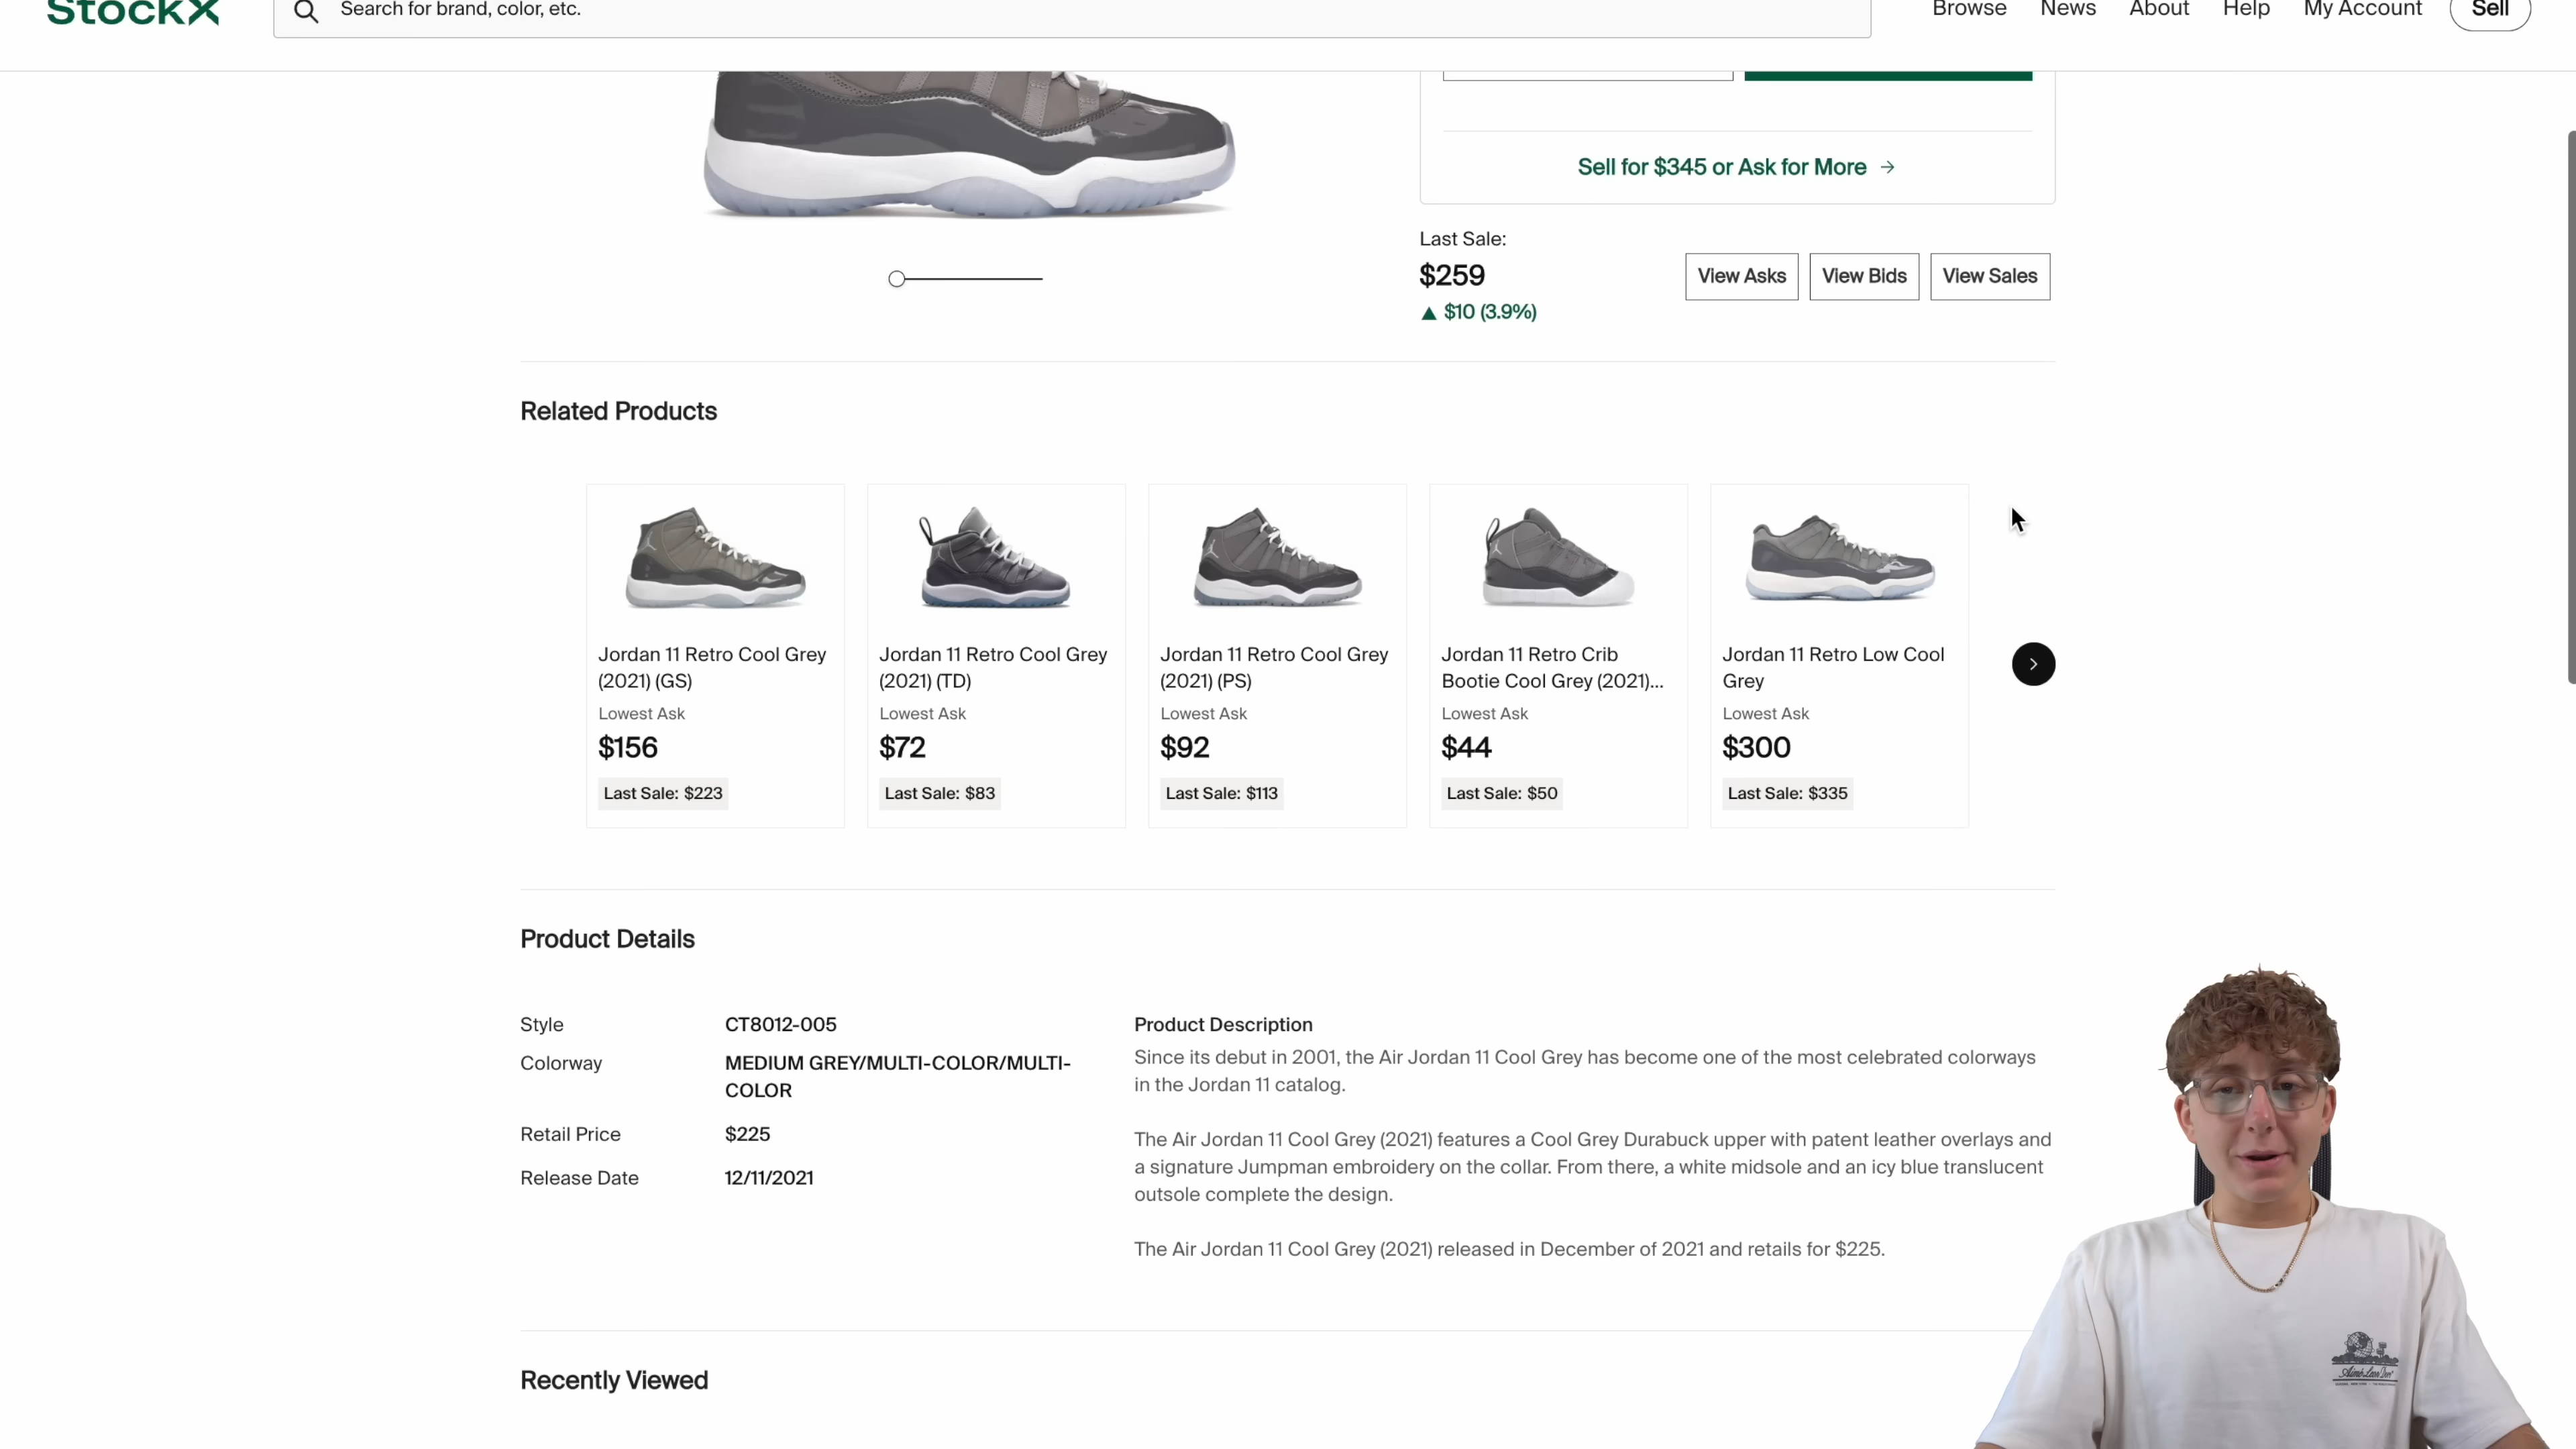 StockX
Search for brand, color, etc.
Browse News About Help My Account Sell
Sell for $345 or Ask for More →
Last Sale:
$259
▲ $10 (3.9%)
View Asks View Bids View Sales
Related Products
Jordan 11 Retro Cool Grey
(2021) (GS)
Lowest Ask
$156
Last Sale: $223
Jordan 11 Retro Cool Grey
(2021) (TD)
Lowest Ask
$72
Last Sale: $83
Jordan 11 Retro Cool Grey
(2021) (PS)
Lowest Ask
$92
Last Sale: $113
Jordan 11 Retro Crib
Bootie Cool Grey (2021)...
Lowest Ask
$44
Last Sale: $50
Jordan 11 Retro Low Cool
Grey
Lowest Ask
$300
Last Sale: $335
Product Details
Style CT8012-005
Colorway MEDIUM GREY/MULTI-COLOR/MULTI-
COLOR
Retail Price $225
Release Date 12/11/2021
Product Description
Since its debut in 2001, the Air Jordan 11 Cool Grey has become one of the most celebrated colorways
in the Jordan 11 catalog.
The Air Jordan 11 Cool Grey (2021) features a Cool Grey Durabuck upper with patent leather overlays and
a signature Jumpman embroidery on the collar. From there, a white midsole and an icy blue translucent
outsole complete the design.
The Air Jordan 11 Cool Grey (2021) released in December of 2021 and retails for $225.
Recently Viewed
Aimé Leon Dore